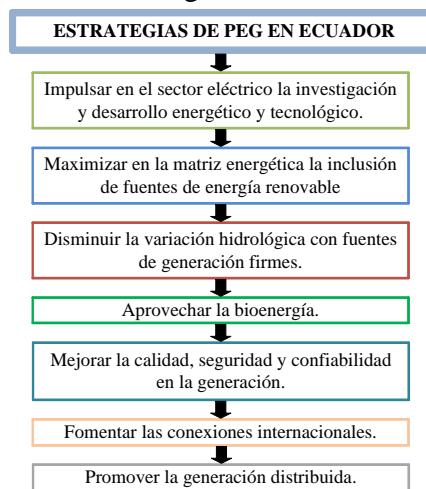 ESTRATEGIAS DE PEG EN ECUADOR
Impulsar en el sector eléctrico la investigación
y desarrollo energético y tecnológico.
Maximizar en la matriz energética la inclusión
de fuentes de energía renovable
Disminuir la variación hidrológica con fuentes
de generación firmes.
Aprovechar la bioenergía.
Mejorar la calidad, seguridad y confiabilidad
en la generación.
Fomentar las conexiones internacionales.
Promover la generación distribuida.